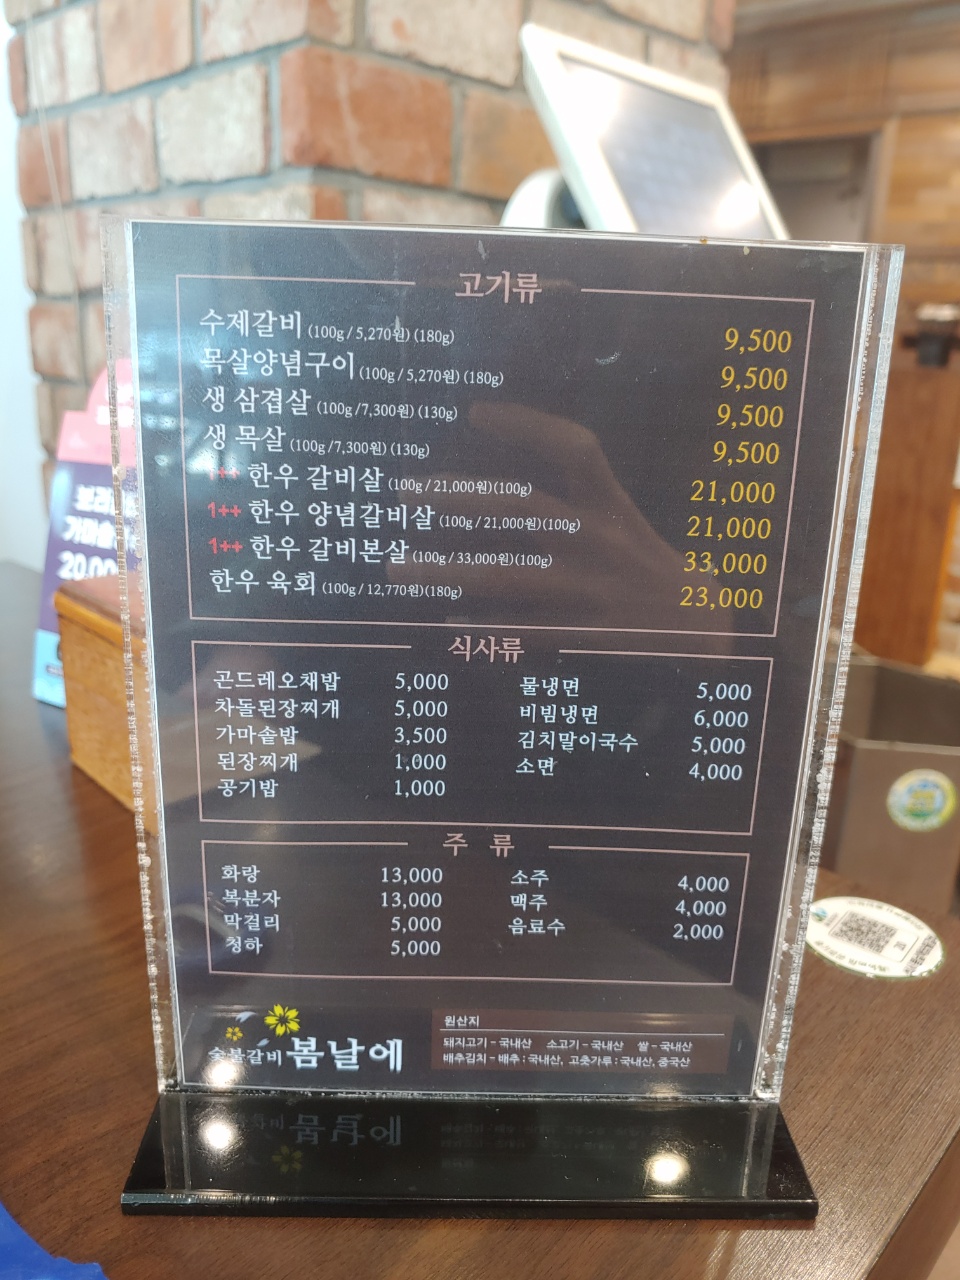 고기류
수제갈비 (100g / 5,270원) (180g) 9,500
목살양념구이 (100g / 5,270원) (180g) 9,500
생 삼겹살 (100g /7,300원) (130g) 9,500
생 목살 (100g/7,300원) (130g) 9,500
1++ 한우 갈비살 (100g / 21,000원)(100g) 21,000
1++ 한우 양념갈비살 (100g / 21,000원)(100g) 21,000
1++ 한우 갈비본살 (100g / 33,000원)(100g) 33,000
한우 육회 (100g / 12,770원)(180g) 23,000
식사류
곤드레오채밥 5,000 물냉면 5,000
차돌된장찌개 5,000 비빔냉면 6,000
가마솥밥 3,500 김치말이국수 5,000
된장찌개 1,000 소면 4,000
공기밥 1,000
주 류
화랑 13,000 소주 4,000
복분자 13,000 맥주 4,000
막걸리 5,000 음료수 2,000
청하 5,000
숯불갈비 봄날에
원산지
돼지고기 - 국내산 소고기 - 국내산 쌀 - 국내산
배추김치 - 배추 : 국내산, 고춧가루 : 국내산, 중국산
20,00